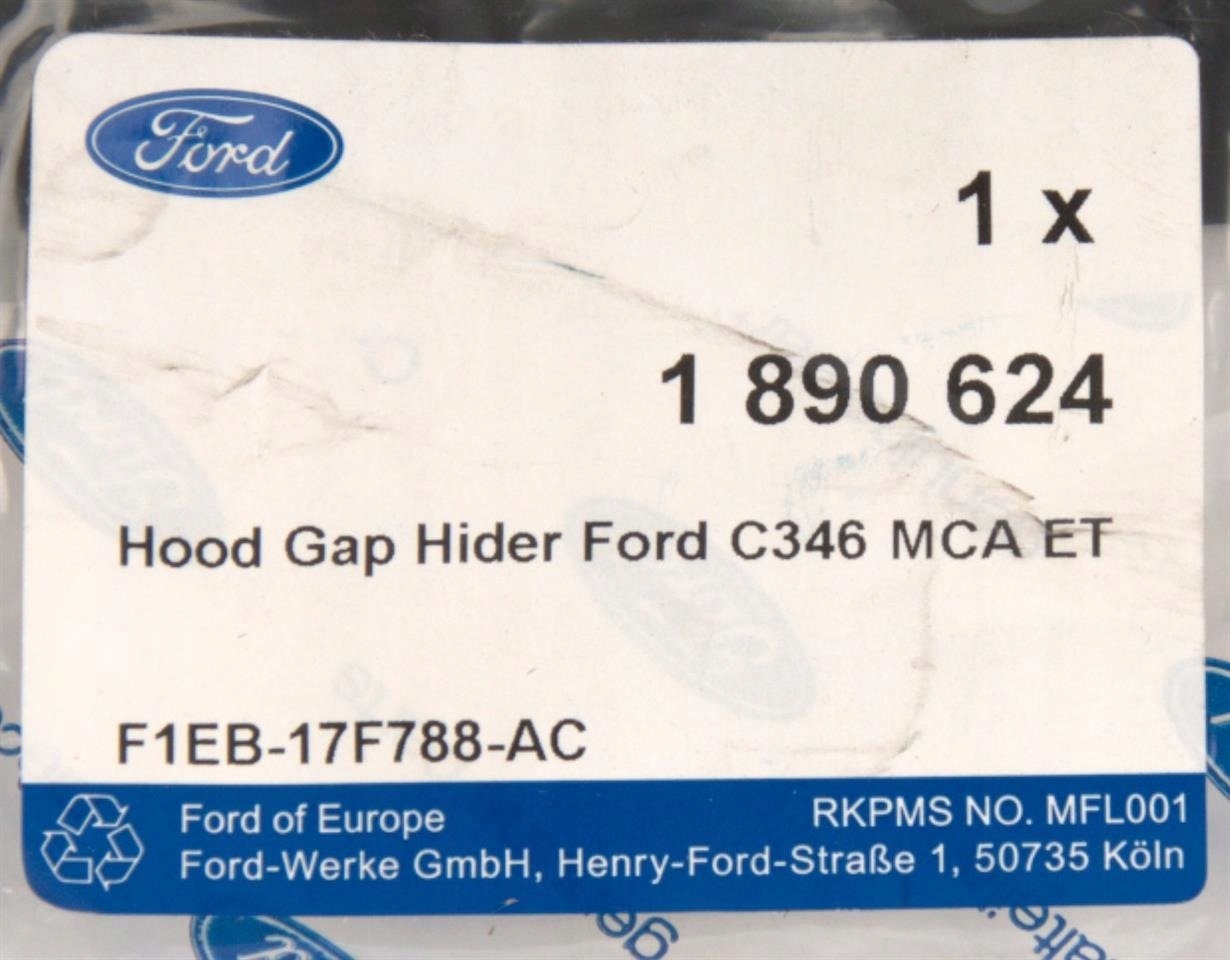 Ford
1 x
1 890 624
Hood Gap Hider Ford C346 MCA ET
F1EB-17F788-AC
Ford of Europe
RKPMS NO. MFL001
Ford-Werke GmbH, Henry-Ford-Straße 1, 50735 Köln